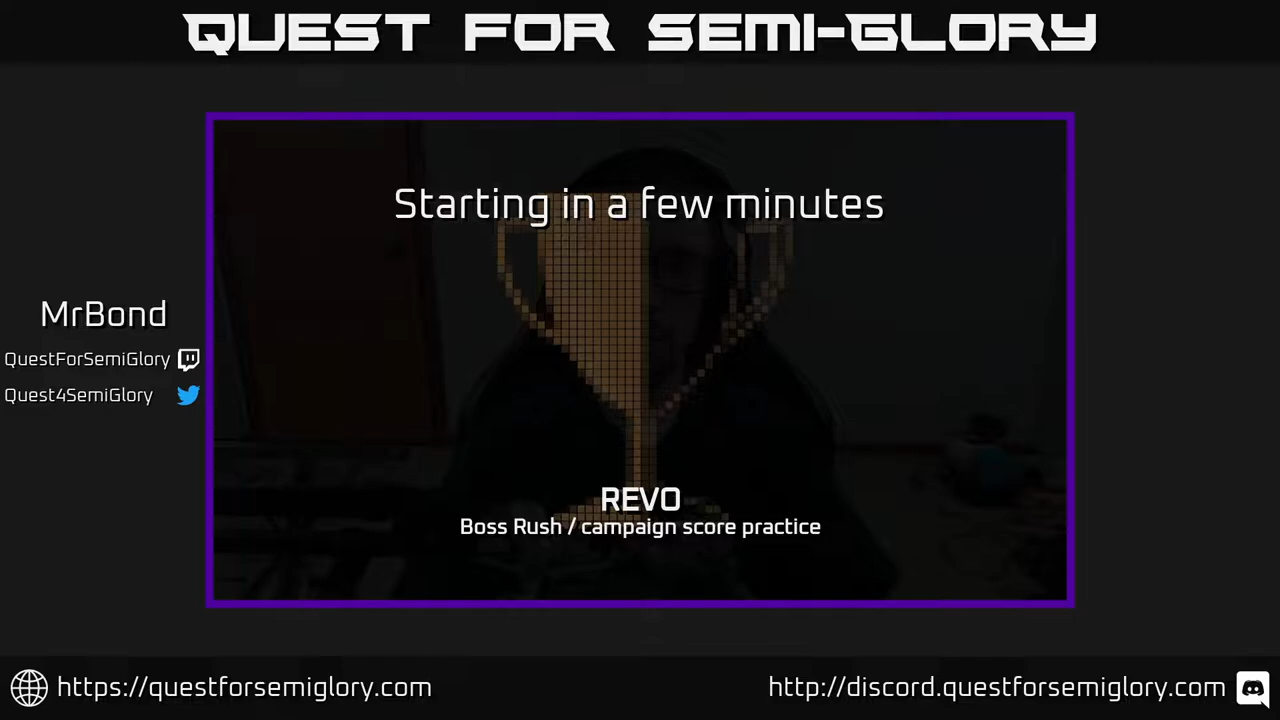 QUEST FOR SEMI-GLORY
Starting in a few minutes
MrBond
QuestForSemiGlory
Quest4SemiGlory
REVO
Boss Rush / campaign score practice
https://questforsemiglory.com
http://discord.questforsemiglory.com